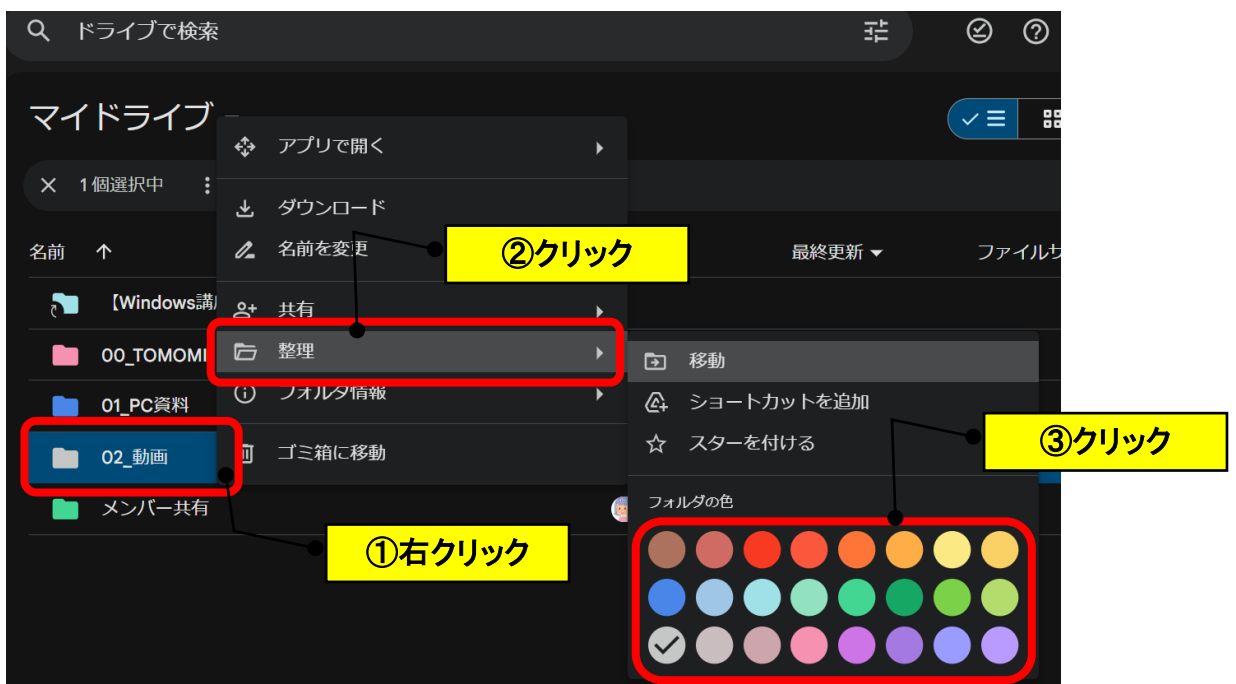 ドライブで検索
マイドライブ
1個選択中
アプリで開く
ダウンロード
名前を変更
②クリック
名前
最終更新
ファイルサ
【Windows講
共有
00_TOMOMI
整理
移動
01_PC資料
フォルダ情報
ショートカットを追加
③クリック
02_動画
ゴミ箱に移動
スターを付ける
メンバー共有
フォルダの色
①右クリック